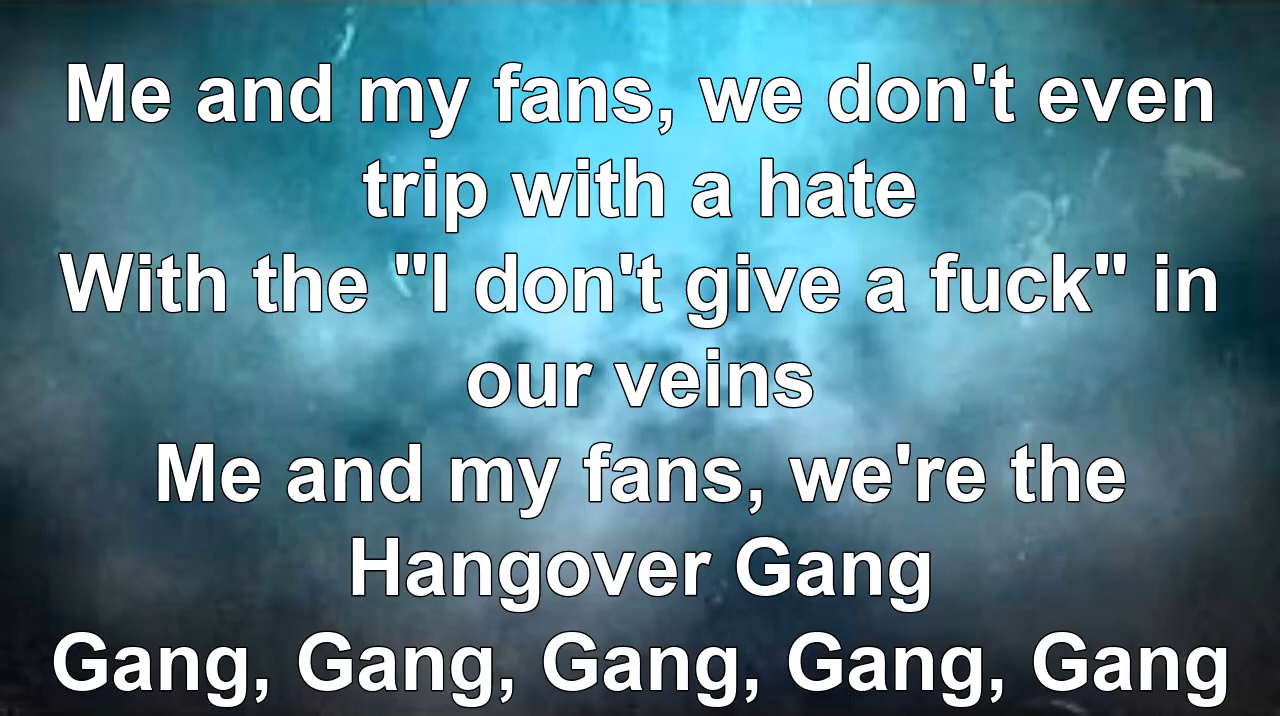 Me and my fans, we don't even
trip with a hate
With the "I don't give a fuck" in
our veins
Me and my fans, we're the
Hangover Gang
Gang, Gang, Gang, Gang, Gang